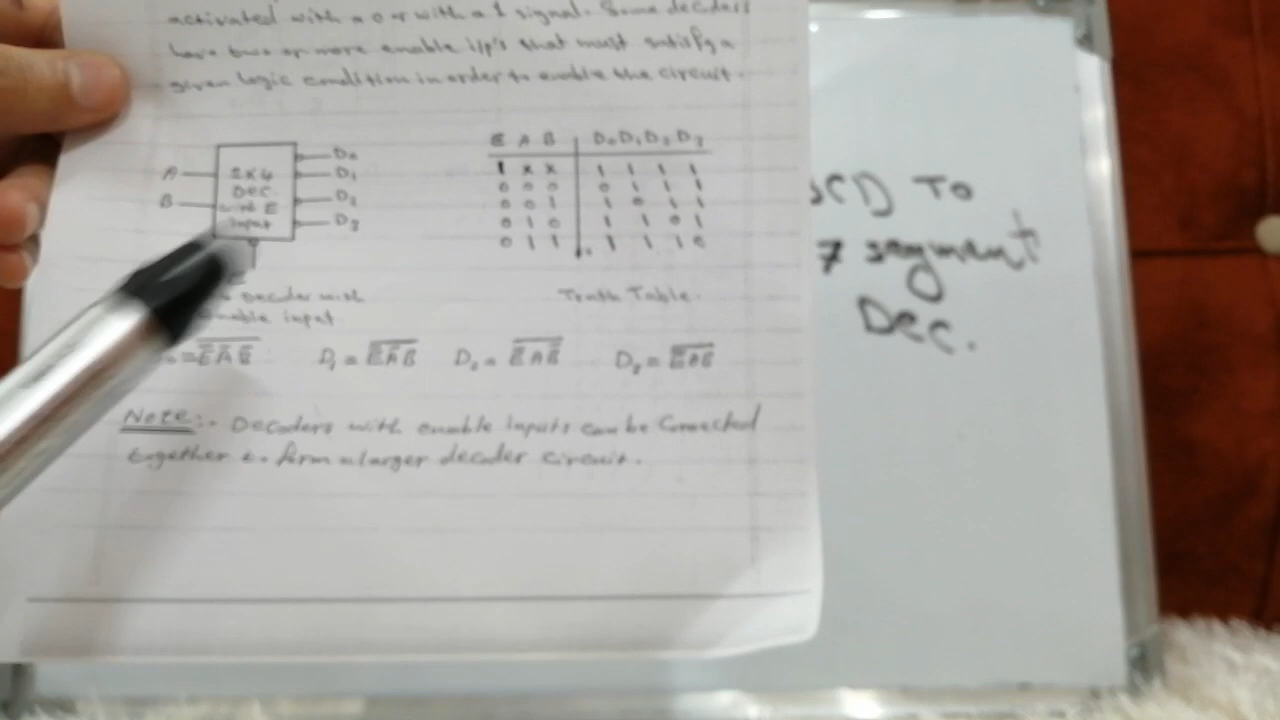 activated with a 0 or with a 1 signal. Some decoders
have two or more enable i/p's that must satisfy a
given logic condition in order to enable the circuit.
A
B
2x4
Dec.
with E
input
D₀
D₁
D₂
D₃
E A B D₀ D₁ D₂ D₃
1 x x 1 1 1 1
0 0 0 0 1 1 1
0 0 1 1 0 1 1
0 1 0 1 1 0 1
0 1 1 1 1 1 0
Decoder with
enable input
Truth Table.
D₁ = E̅A̅B D₂ = E̅AB̅ D₃ = E̅AB
Note:- Decoders with enable inputs can be Connected
together to form a larger decoder circuit.
BCD To
7 segment
Dec.